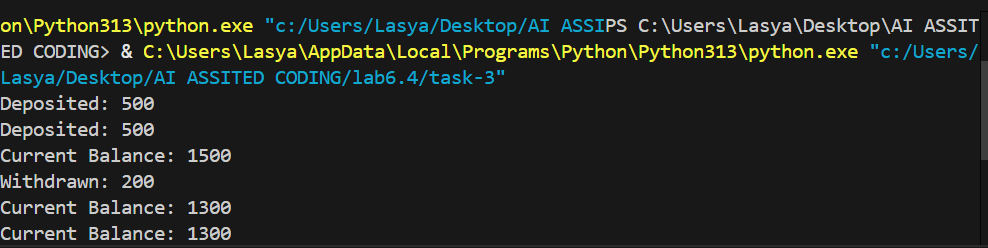 on\Python313\python.exe "c:/Users/Lasya/Desktop/AI ASSIPS C:\Users\Lasya\Desktop\AI ASSIT
ED CODING> & C:\Users\Lasya\AppData\Local\Programs\Python\Python313\python.exe "c:/Users/
Lasya/Desktop/AI ASSITED CODING/lab6.4/task-3"
Deposited: 500
Deposited: 500
Current Balance: 1500
Withdrawn: 200
Current Balance: 1300
Current Balance: 1300